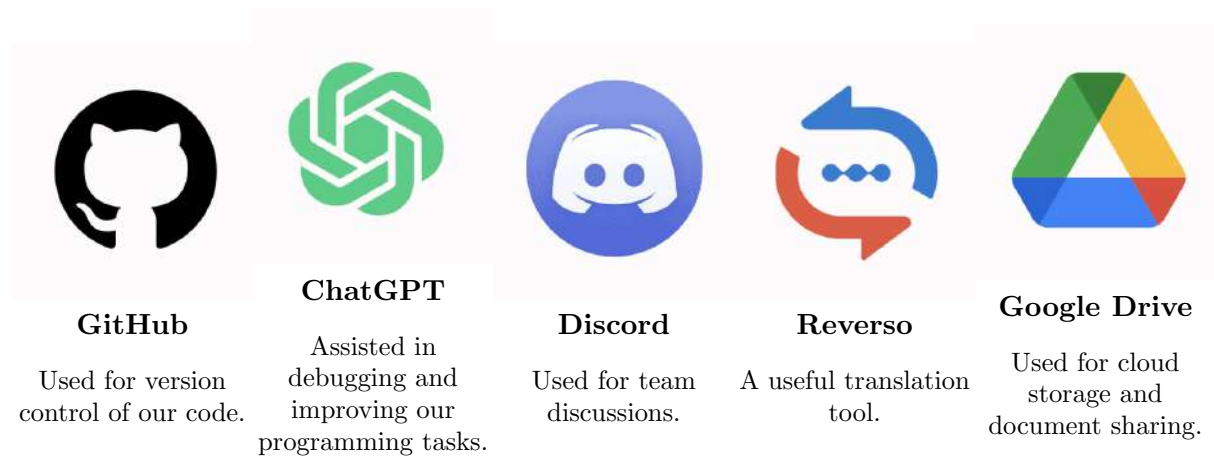 GitHub
Used for version
control of our code.
ChatGPT
Assisted in
debugging and
improving our
programming tasks.
Discord
Used for team
discussions.
Reverso
A useful translation
tool.
Google Drive
Used for cloud
storage and
document sharing.